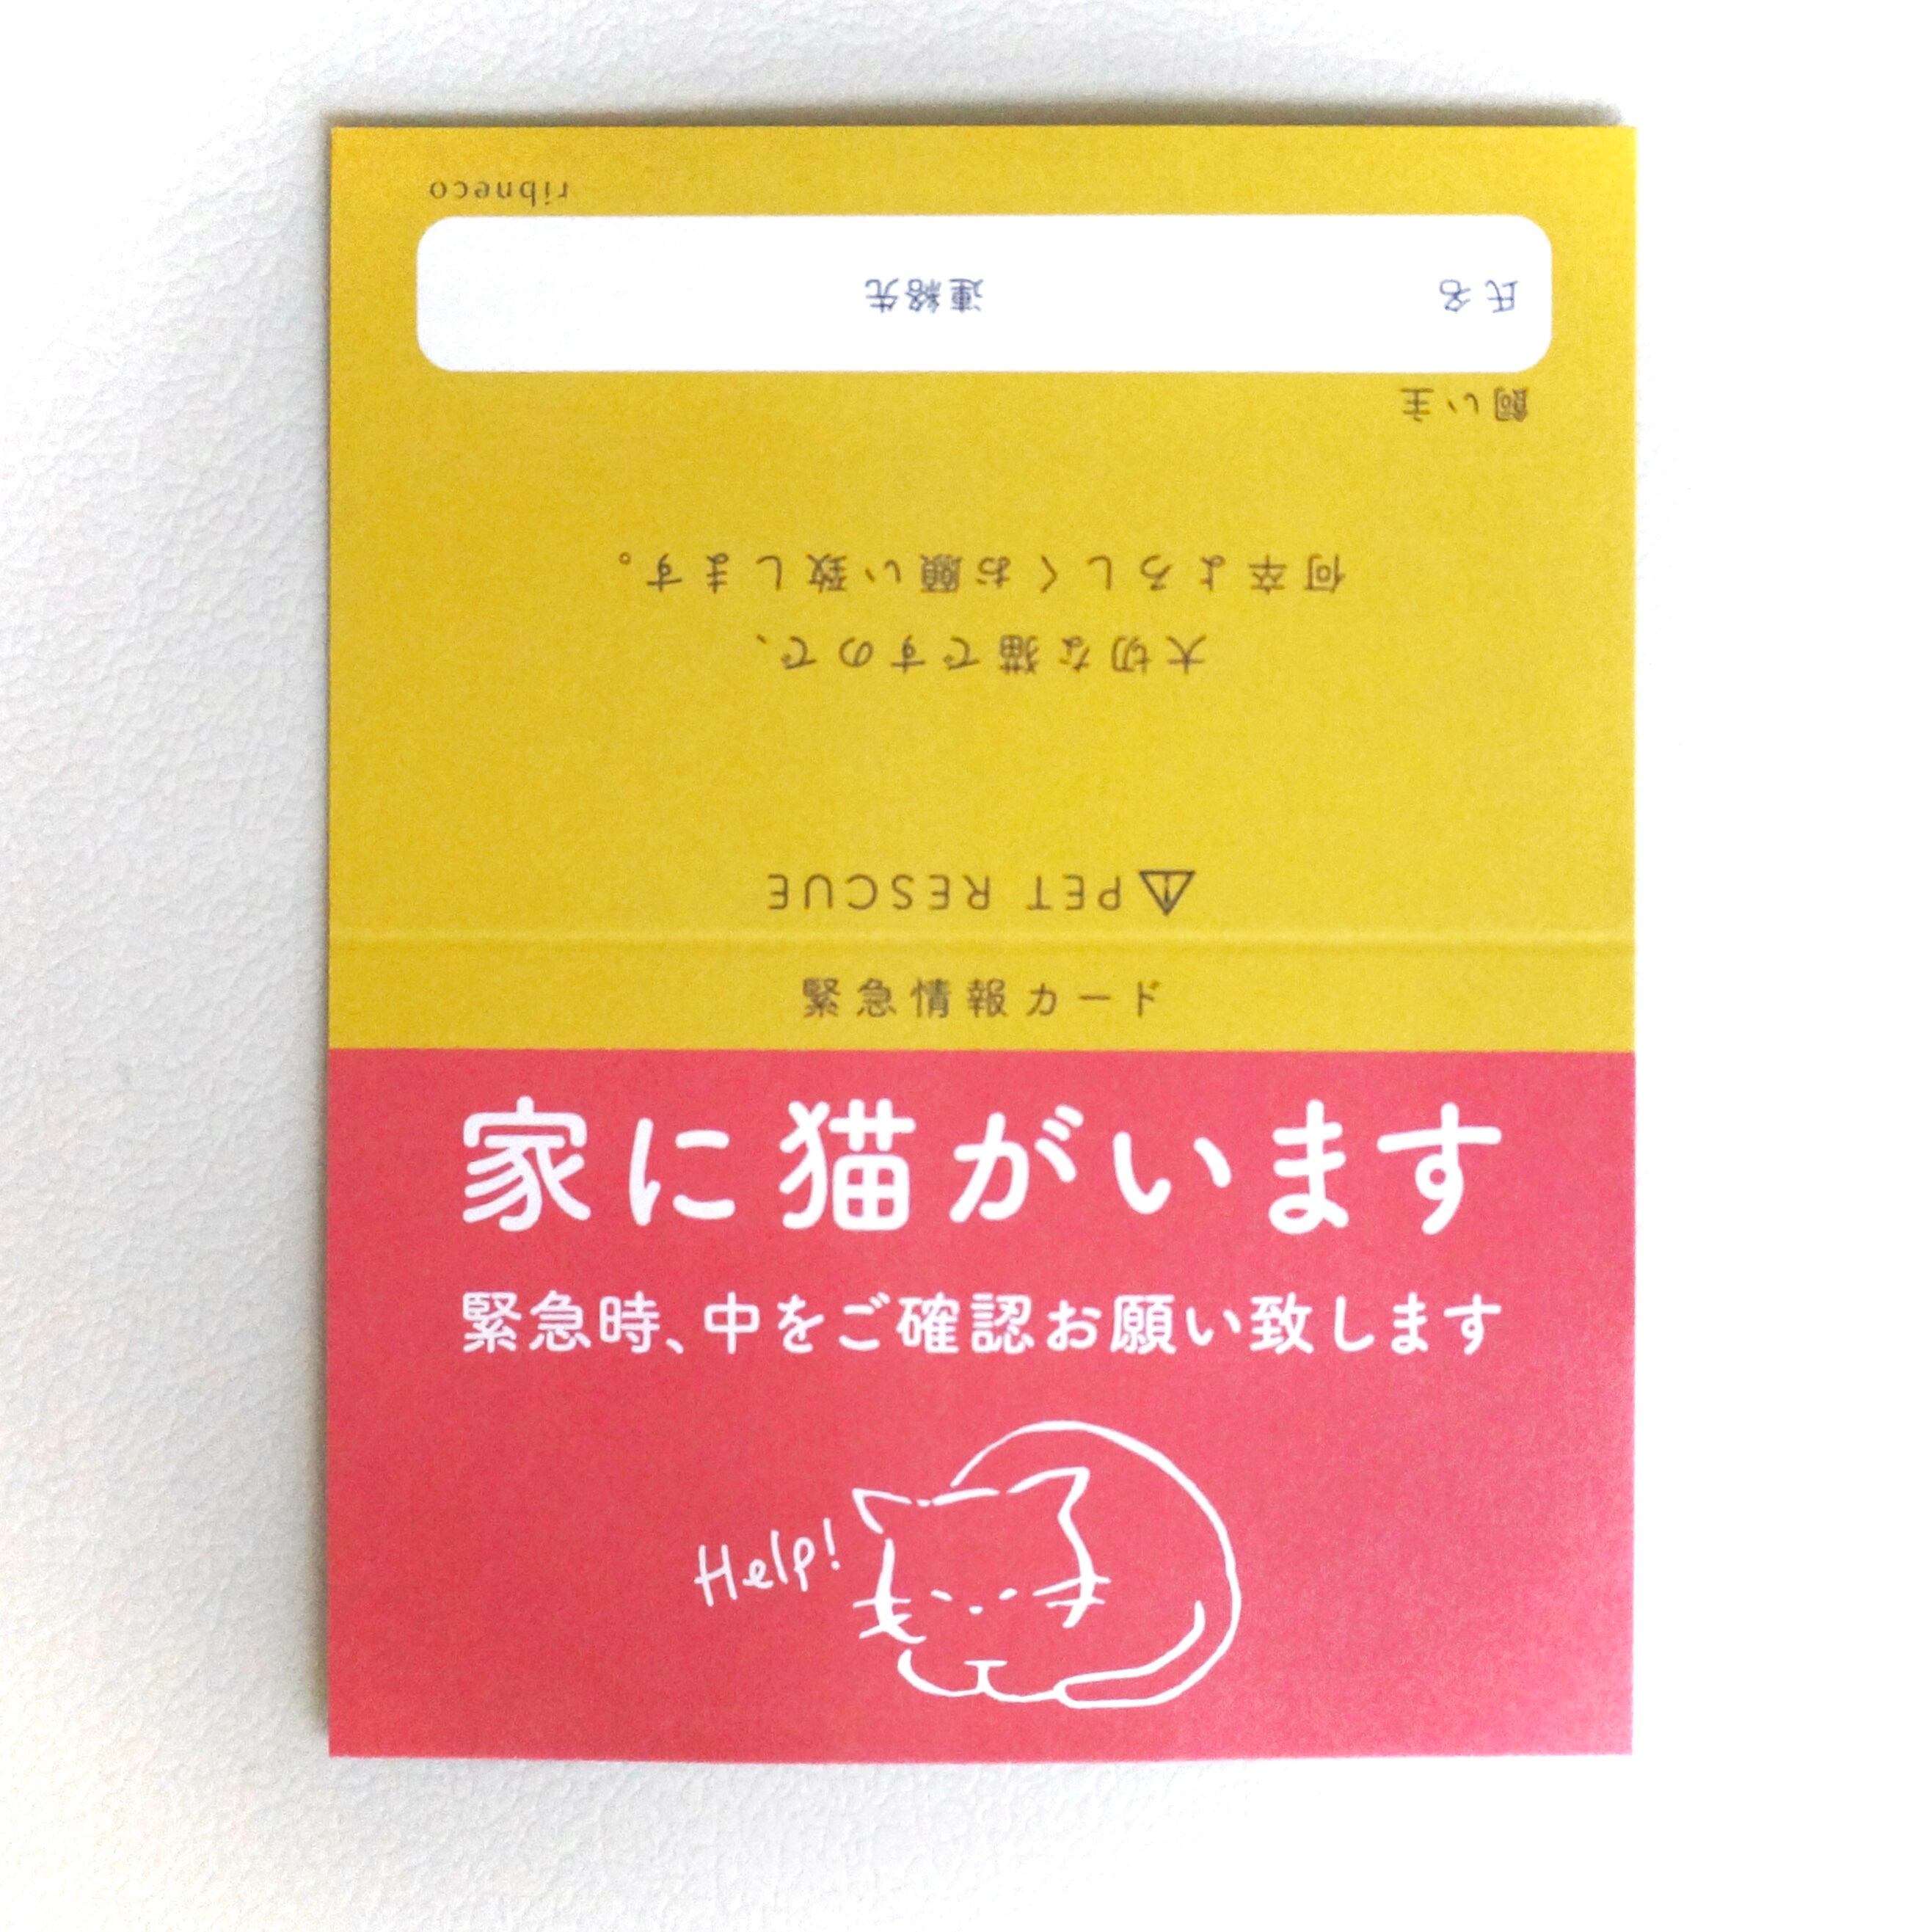 緊急情報カード
家に猫がいます
緊急時、中をご確認お願い致します
Help!
PET RESCUE
大切な猫ですので、
何卒よろしくお願い致します。
飼い主
氏名 連絡先
ribneco